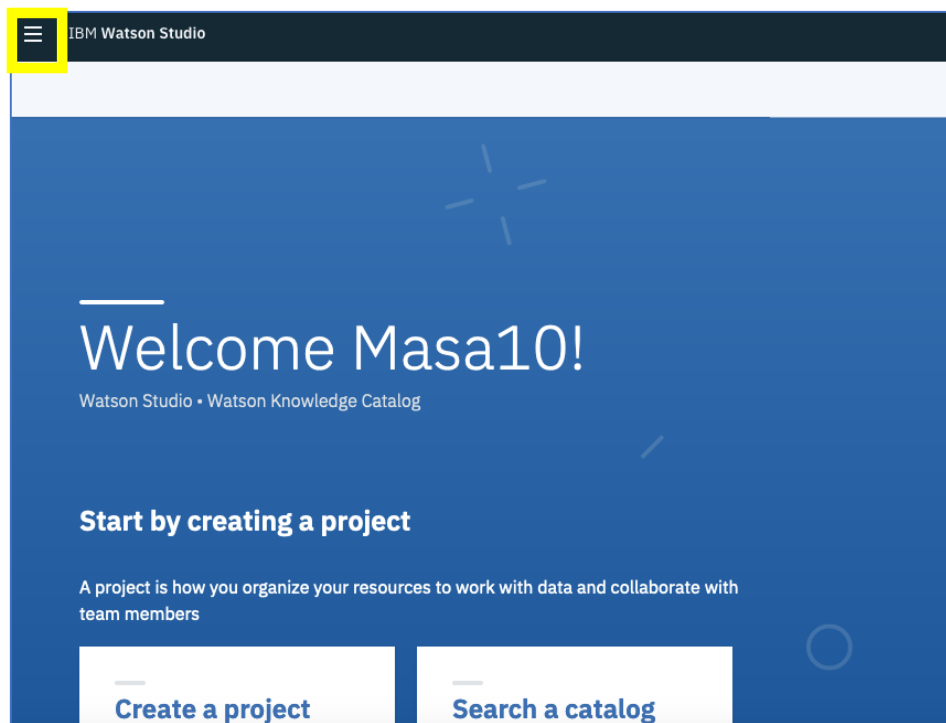 IBM Watson Studio
Welcome Masa10!
Watson Studio • Watson Knowledge Catalog
Start by creating a project
A project is how you organize your resources to work with data and collaborate with
team members
Create a project
Search a catalog